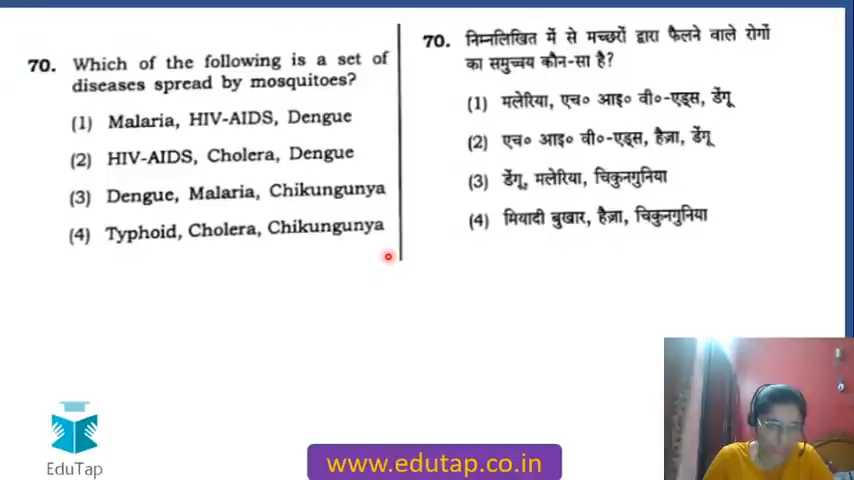 70. Which of the following is a set of
diseases spread by mosquitoes?
(1) Malaria, HIV-AIDS, Dengue
(2) HIV-AIDS, Cholera, Dengue
(3) Dengue, Malaria, Chikungunya
(4) Typhoid, Cholera, Chikungunya
70. निम्नलिखित में से मच्छरों द्वारा फैलने वाले रोगों
का समुच्चय कौन-सा है?
(1) मलेरिया, एच० आइ० वी०-एड्स, डेंगू
(2) एच० आइ० वी०-एड्स, हैज़ा, डेंगू
(3) डेंगू, मलेरिया, चिकुनगुनिया
(4) मियादी बुखार, हैज़ा, चिकुनगुनिया
EduTap
www.edutap.co.in